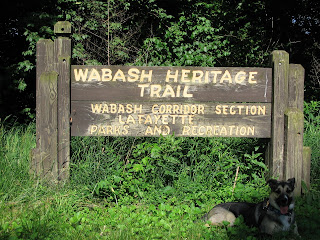 WABASH HERITAGE
TRAIL
WABASH CORRIDOR SECTION
LAFAYETTE
PARKS AND RECREATION